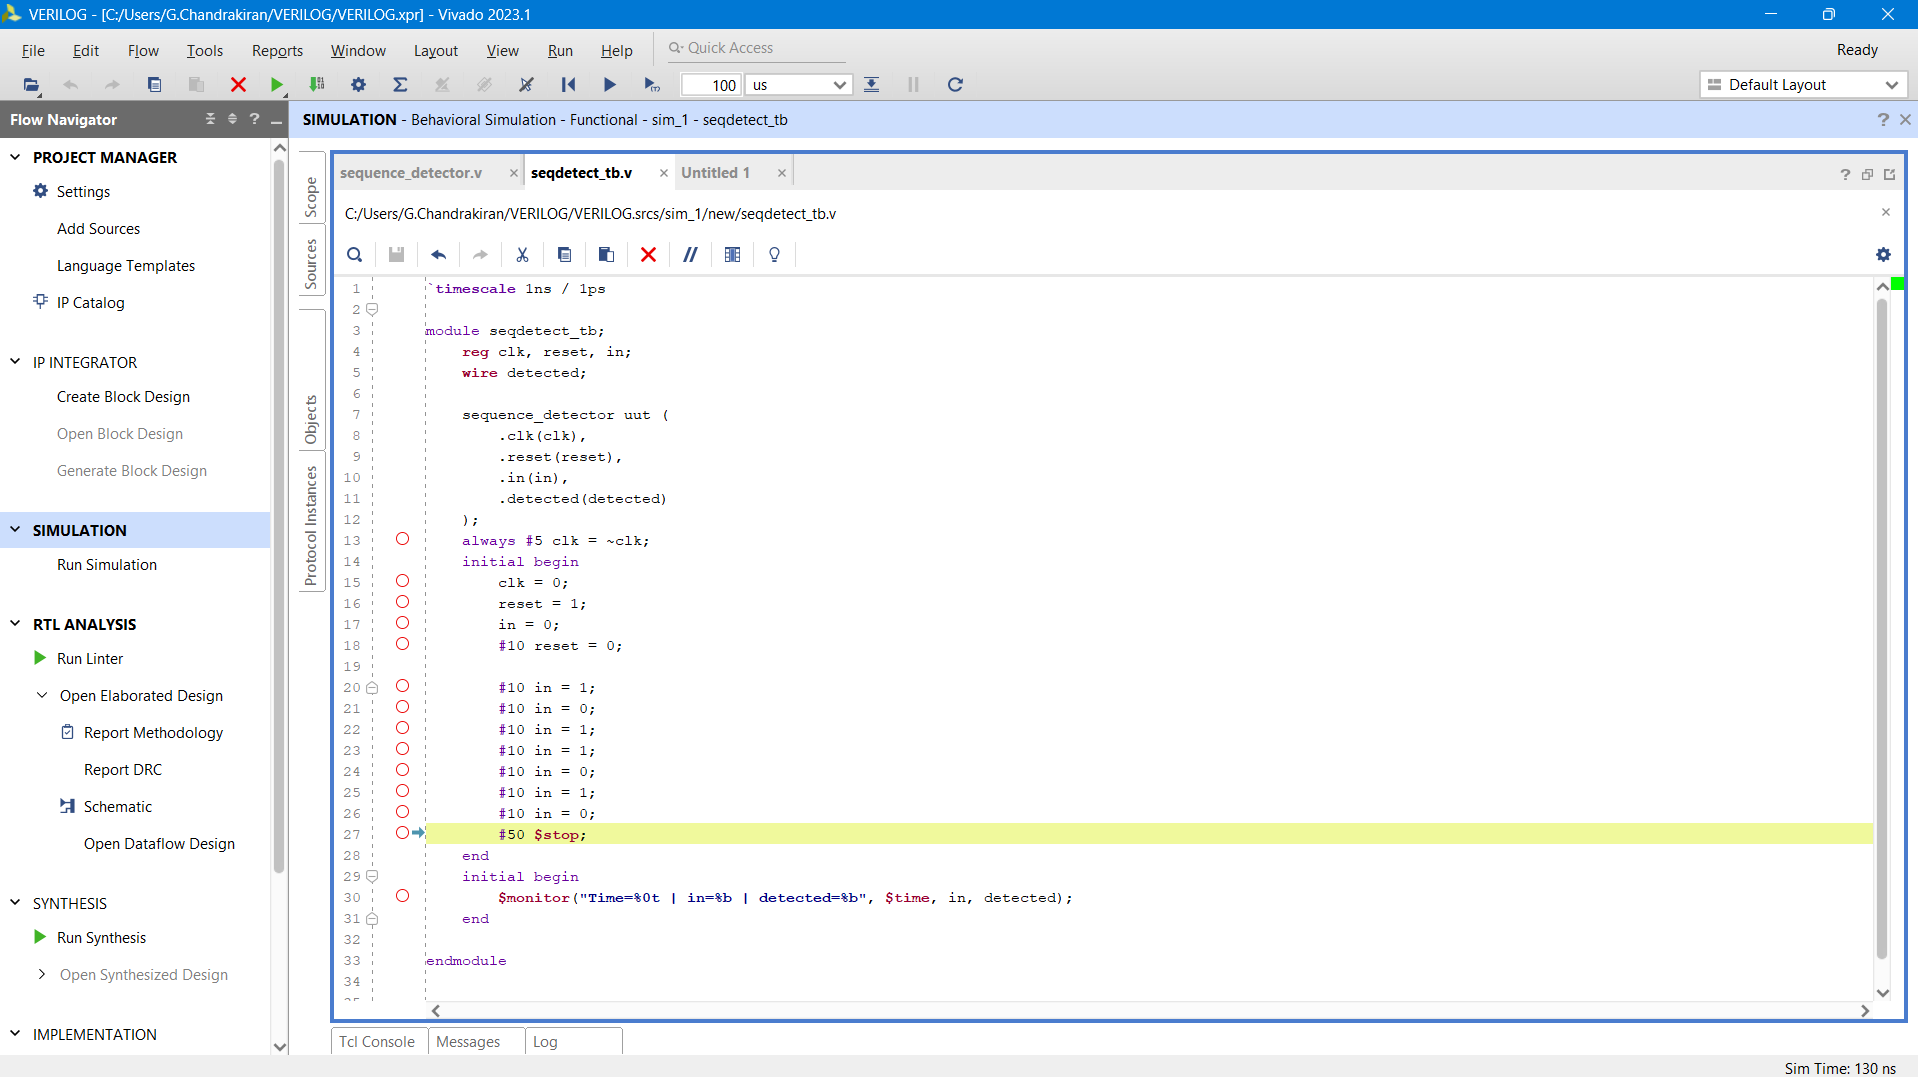 VERILOG - [C:/Users/G.Chandrakiran/VERILOG/VERILOG.xpr] - Vivado 2023.1
File Edit Flow Tools Reports Window Layout View Run Help Quick Access Ready
100 us Default Layout
Flow Navigator
SIMULATION - Behavioral Simulation - Functional - sim_1 - seqdetect_tb
PROJECT MANAGER
Settings
Add Sources
Language Templates
IP Catalog
IP INTEGRATOR
Create Block Design
Open Block Design
Generate Block Design
SIMULATION
Run Simulation
RTL ANALYSIS
Run Linter
Open Elaborated Design
Report Methodology
Report DRC
Schematic
Open Dataflow Design
SYNTHESIS
Run Synthesis
Open Synthesized Design
IMPLEMENTATION
Scope
Sources
Objects
Protocol Instances
sequence_detector.v seqdetect_tb.v Untitled 1
C:/Users/G.Chandrakiran/VERILOG/VERILOG.srcs/sim_1/new/seqdetect_tb.v
1 `timescale 1ns / 1ps
2
3 module seqdetect_tb;
4 reg clk, reset, in;
5 wire detected;
6
7 sequence_detector uut (
8 .clk(clk),
9 .reset(reset),
10 .in(in),
11 .detected(detected)
12 );
13 always #5 clk = ~clk;
14 initial begin
15 clk = 0;
16 reset = 1;
17 in = 0;
18 #10 reset = 0;
19
20 #10 in = 1;
21 #10 in = 0;
22 #10 in = 1;
23 #10 in = 1;
24 #10 in = 0;
25 #10 in = 1;
26 #10 in = 0;
27 #50 $stop;
28 end
29 initial begin
30 $monitor("Time=%0t | in=%b | detected=%b", $time, in, detected);
31 end
32
33 endmodule
34
Tcl Console Messages Log
Sim Time: 130 ns